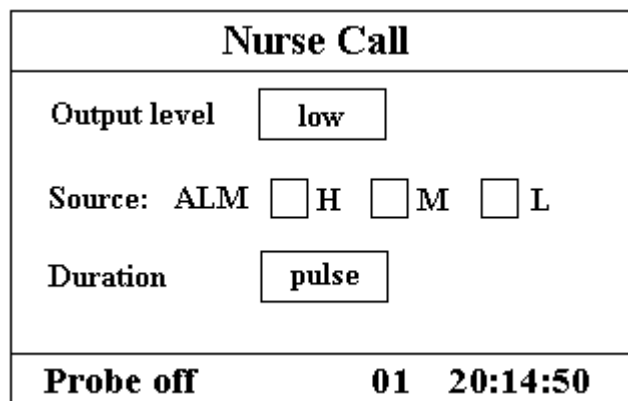 Nurse Call
Output level low
Source: ALM H M L
Duration pulse
Probe off 01 20:14:50